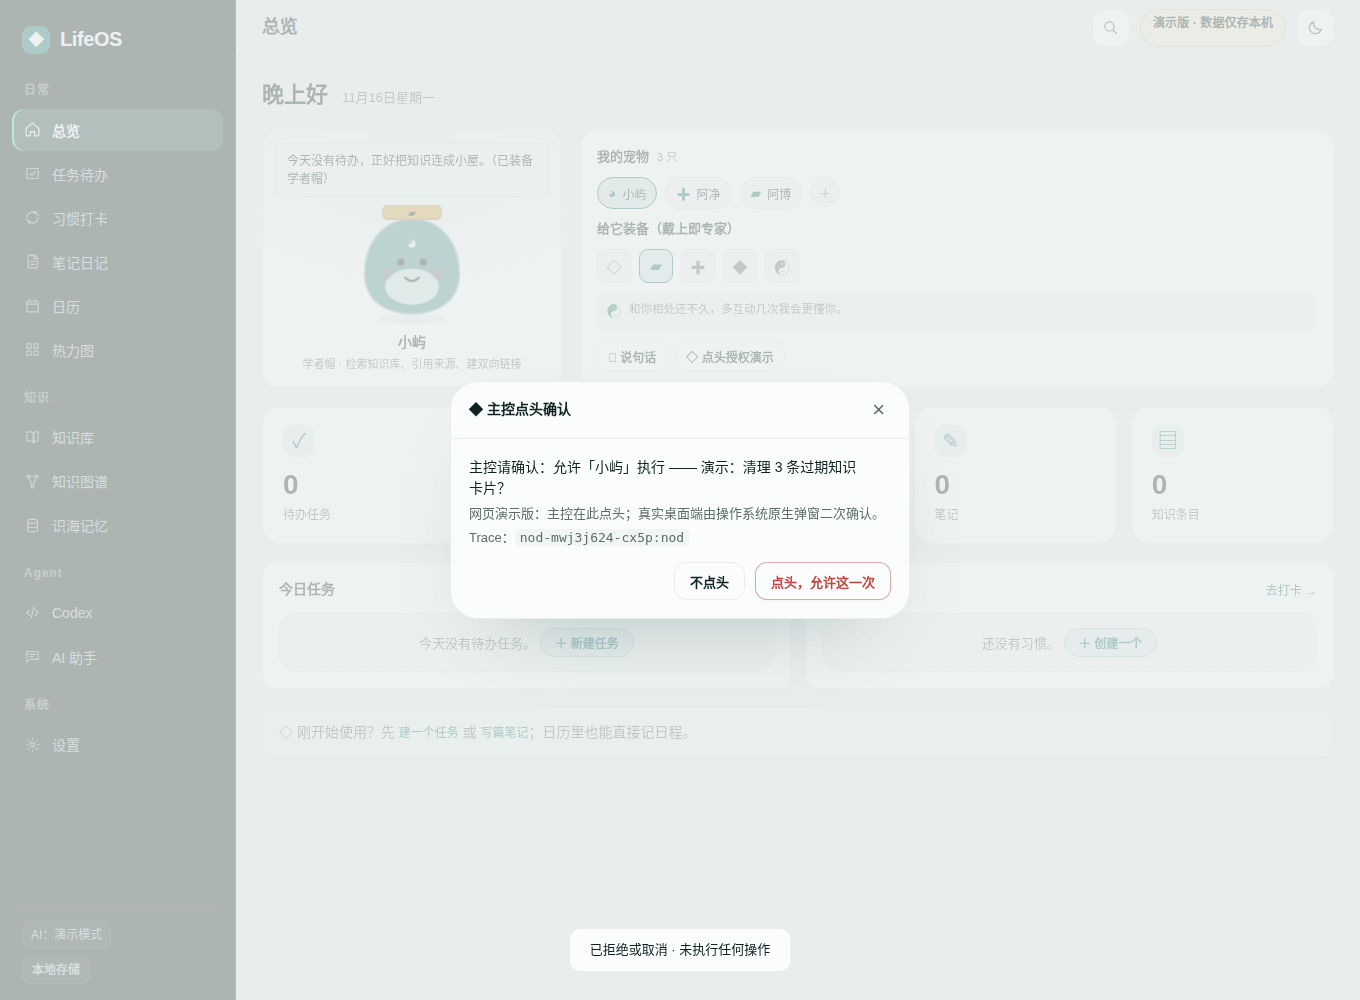 LifeOS
日常
总览
任务待办
习惯打卡
笔记日记
日历
热力图
知识
知识库
知识图谱
识海记忆
Agent
Codex
AI 助手
系统
设置
AI：演示模式
本地存储
总览
演示版 · 数据仅存本机
晚上好 11月16日星期一
今天没有待办，正好把知识连成小屋。（已装备
学者帽）
小屿
学者帽 · 检索知识库、引用来源、建双向链接
我的宠物 3 只
小屿 阿净 阿博 +
给它装备（戴上即专家）
和你相处还不久，多互动几次我会更懂你。
说句话 ◇ 点头授权演示
◆ 主控点头确认 ×
主控请确认：允许「小屿」执行 —— 演示：清理 3 条过期知识
卡片？
网页演示版：主控在此点头；真实桌面端由操作系统原生弹窗二次确认。
Trace： nod-mwj3j624-cx5p:nod
不点头 点头，允许这一次
0
待办任务
0
笔记
0
知识条目
今日任务
今天没有待办任务。 + 新建任务
去打卡 →
还没有习惯。 + 创建一个
◇ 刚开始使用？先 建一个任务 或 写篇笔记；日历里也能直接记日程。
已拒绝或取消 · 未执行任何操作